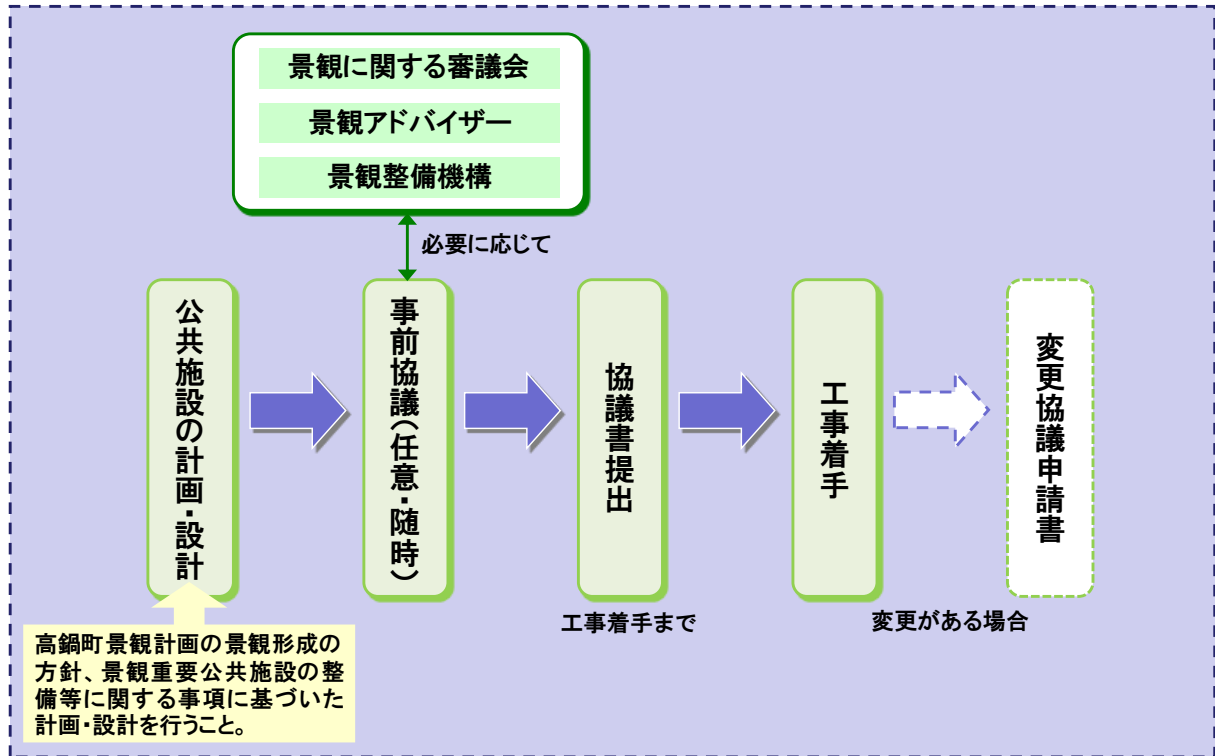 景観に関する審議会
景観アドバイザー
景観整備機構
必要に応じて
公共施設の計画・設計
事前協議(任意・随時)
協議書提出
工事着手
変更協議申請書
工事着手まで
変更がある場合
高鍋町景観計画の景観形成の
方針、景観重要公共施設の整
備等に関する事項に基づいた
計画・設計を行うこと。